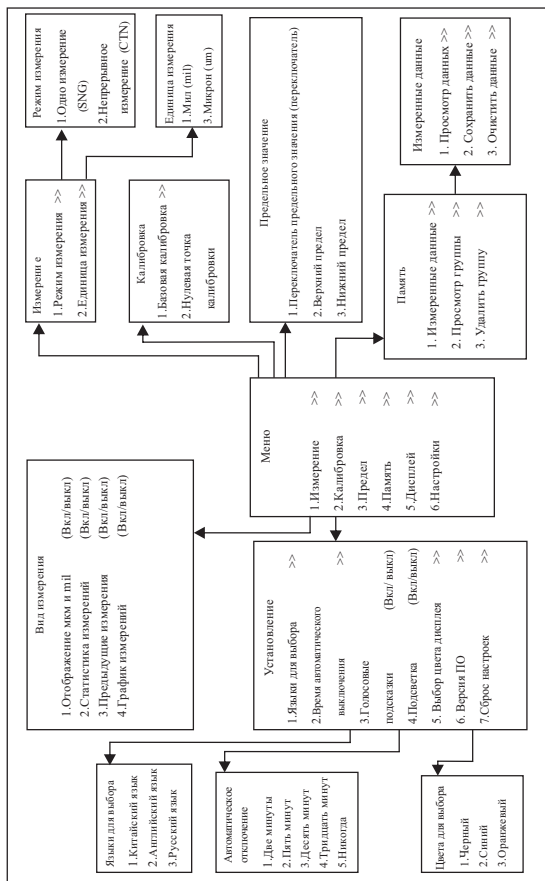 Языки для выбора
1.Китайский язык
2.Английский язык
3.Русский язык
Автоматическое
отключение
1.Две минуты
2.Пять минут
3.Десять минут
4.Тридцать минут
5.Никогда
Цвета для выбора
1.Черный
2.Синий
3.Оранжевый
Вид измерения
1.Отображение мкм и mil (Вкл/выкл)
2.Статистика измерений (Вкл/выкл)
3.Предыдущие измерения (Вкл/выкл)
4.График измерений (Вкл/выкл)
Установление
1.Языки для выбора >>
2.Время автоматического
выключения >>
3.Голосовые
подсказки (Вкл/ выкл)
4.Подсветка (Вкл/выкл)
5. Выбор цвета дисплея >>
6. Версия ПО >>
7.Сброс настроек >>
Меню
1.Измерение >>
2.Калибровка >>
3.Предел >>
4.Память >>
5.Дисплей >>
6.Настройки >>
Измерени е
1.Режим измерения >>
2.Единица измерения >>
Калибровка
1.Базовая калибровка >>
2.Нулевая точка
калибровки
Предельное значение
1.Переключатель предельного значения (переключатель)
2.Верхний предел
3.Нижний предел
Память
1. Измеренные данные >>
2. Просмотр группы >>
3. Удалить группу >>
Режим измерения
1.Одно измерение
(SNG)
2.Непрерывное
измерение (CTN)
Единица измерения
1.Мил (mil)
3.Микрон (um)
Измеренные данные
1. Просмотр данных >>
2. Сохранить данные >>
3. Очистить данные >>